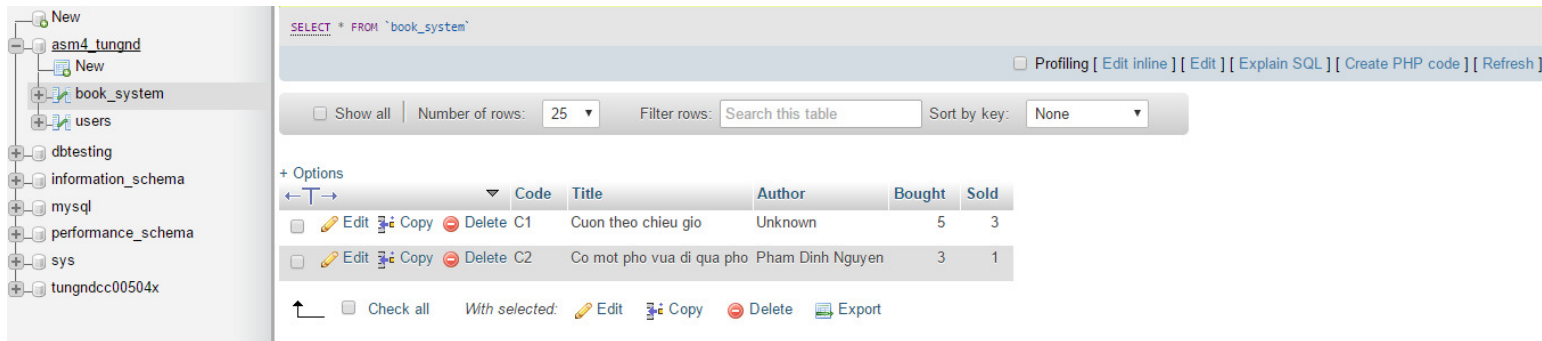 New
asm4_tungnd
New
book_system
users
dbtesting
information_schema
mysql
performance_schema
sys
tungndcc00504x
SELECT * FROM `book_system`
Profiling [ Edit inline ] [ Edit ] [ Explain SQL ] [ Create PHP code ] [ Refresh ]
Show all Number of rows: 25 Filter rows: Search this table Sort by key: None
+ Options
←T→ Code Title Author Bought Sold
Edit Copy Delete C1 Cuon theo chieu gio Unknown 5 3
Edit Copy Delete C2 Co mot pho vua di qua pho Pham Dinh Nguyen 3 1
Check all With selected: Edit Copy Delete Export